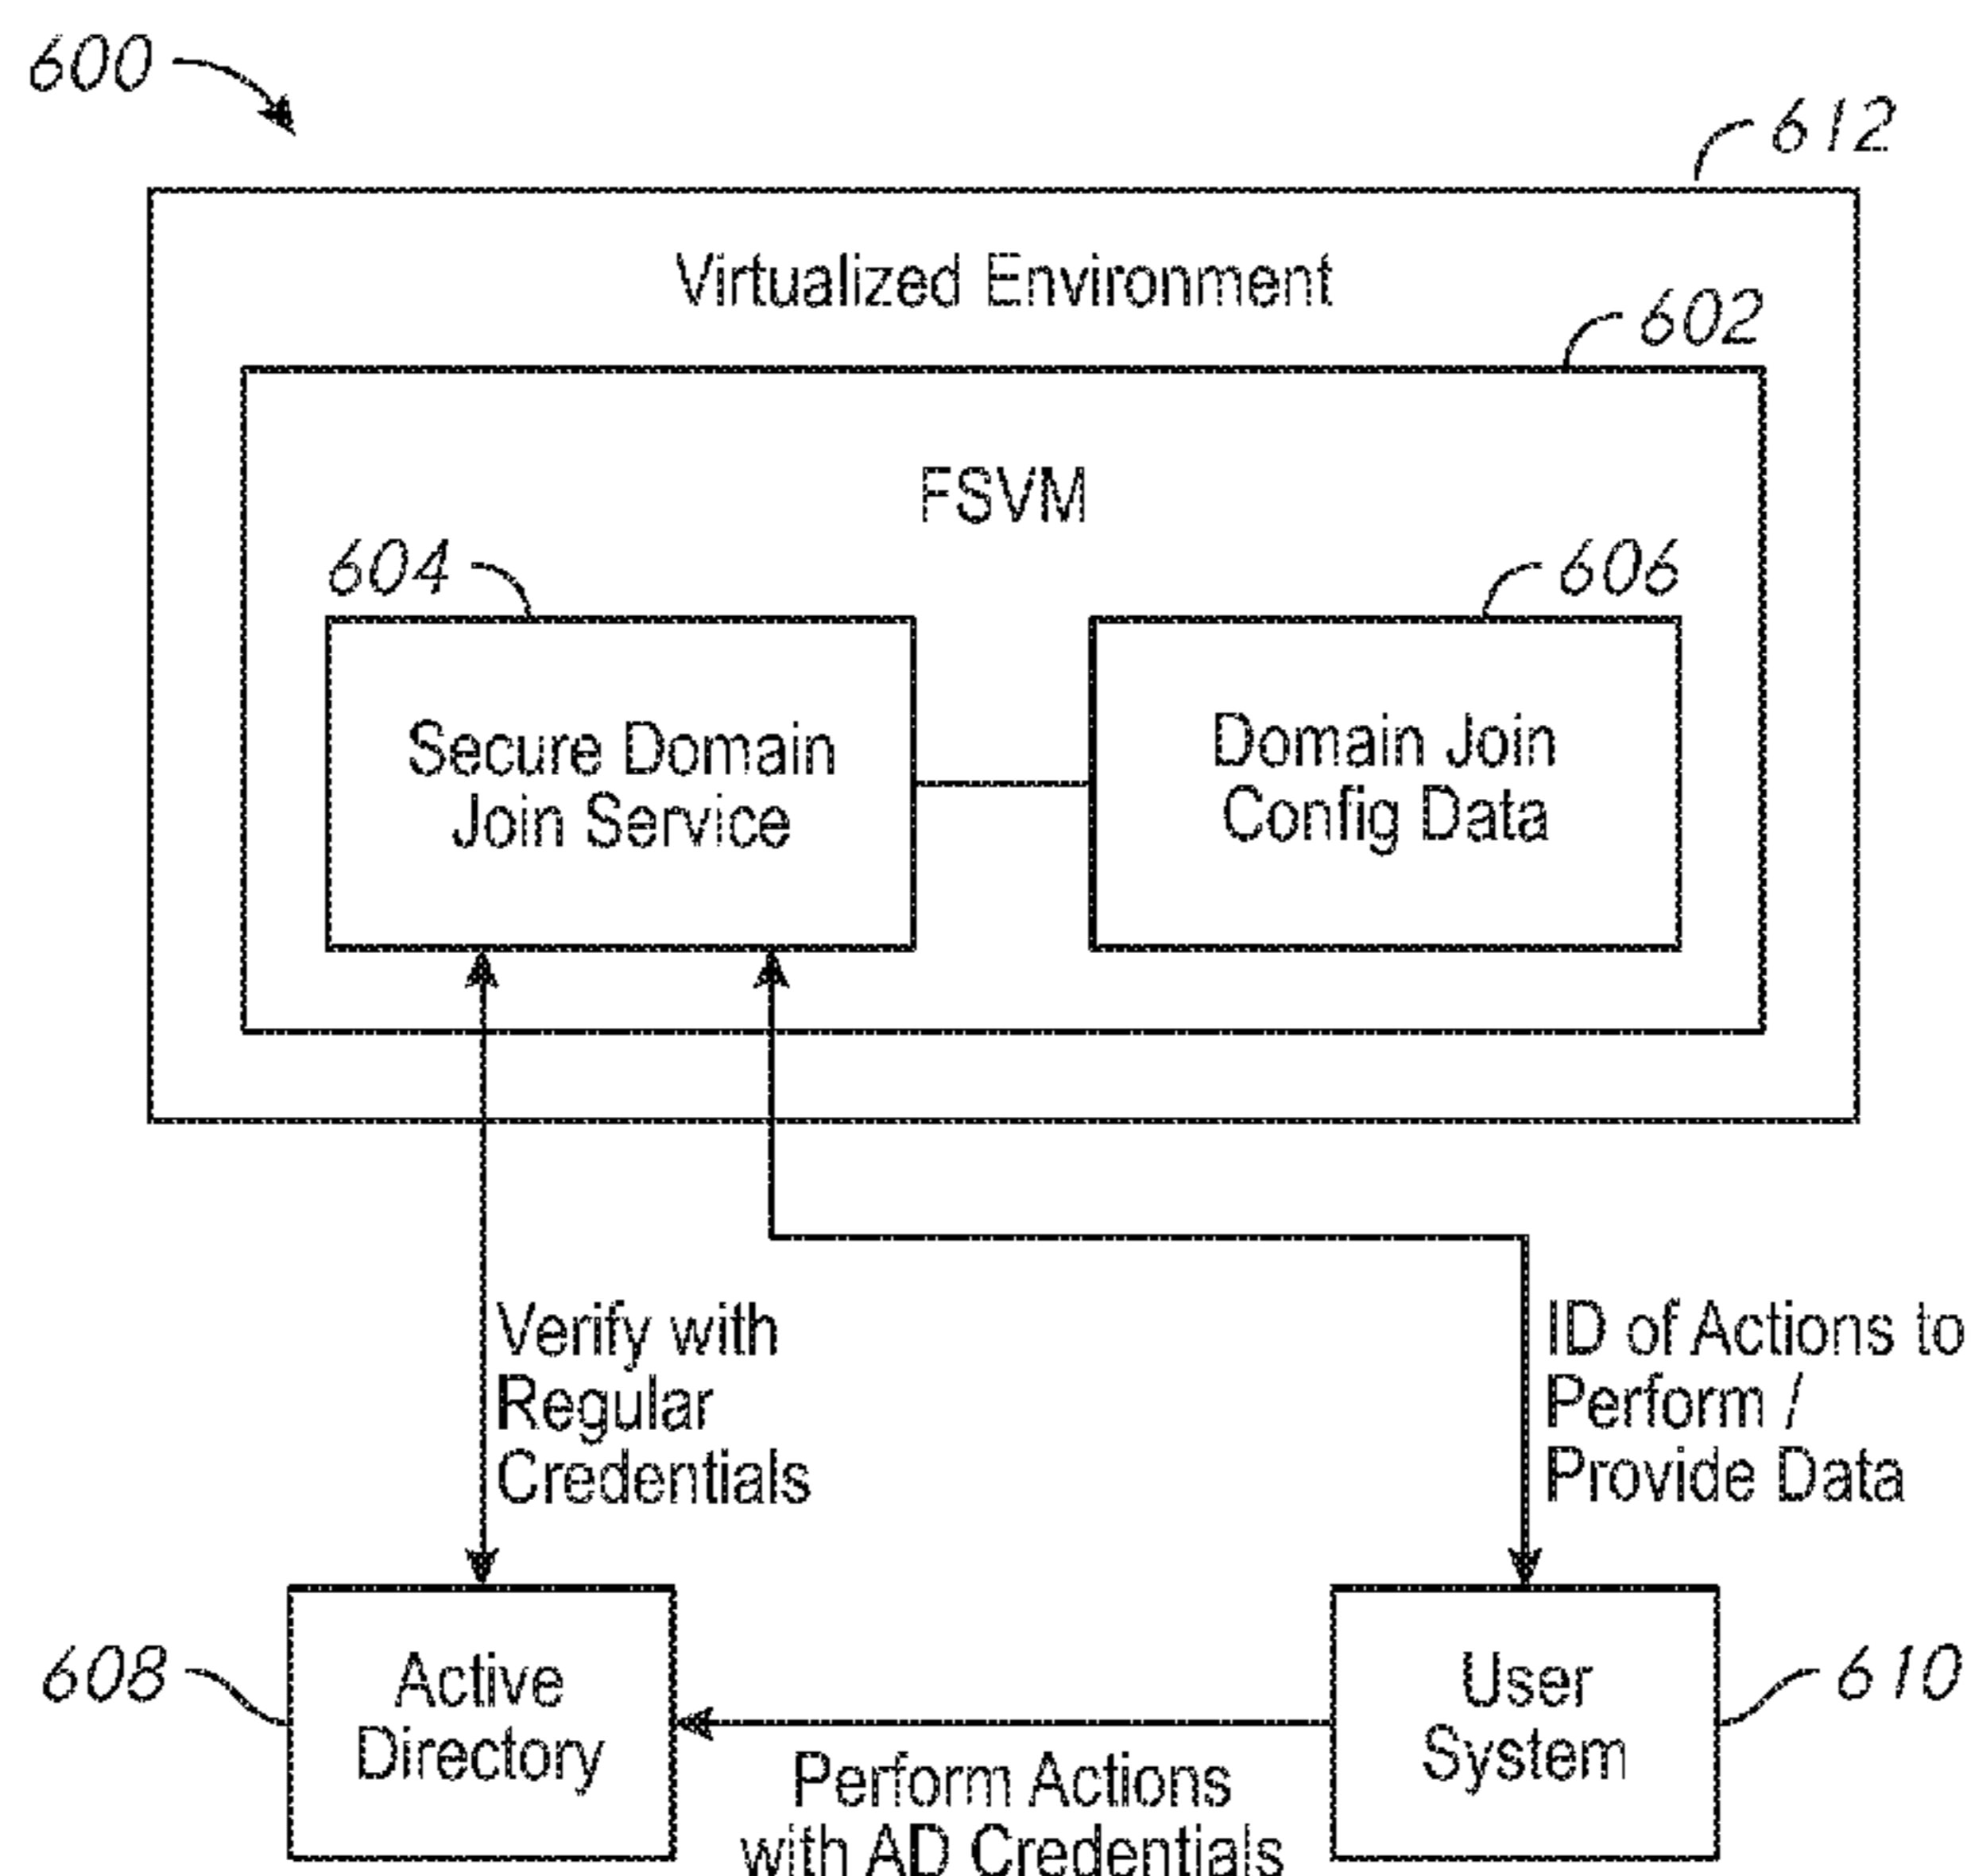 600
612
Virtualized Environment
602
FSVM
604
606
Secure Domain
Join Service
Domain Join
Config Data
Verify with
Regular
Credentials
ID of Actions to
Perform /
Provide Data
608
Active
Directory
User
System
610
Perform Actions
with AD Credentials